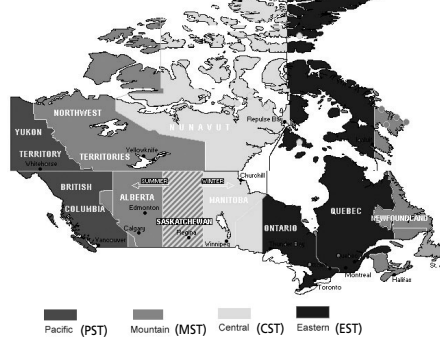 NORTHWEST
NUNAVUT
Repulse Bay
YUKON
TERRITORY
Yellowknife
TERRITORIES
Whitehorse
Churchill
SUMMER
WINTER
BRITISH
COLUMBIA
ALBERTA
MANITOBA
Edmonton
SASKATCHEWAN
QUEBEC
NEWFOUNDLAND
ONTARIO
Calgary
Regina
Vancouver
Winnipeg
Montreal
Halifax
Toronto
Pacific (PST)
Mountain (MST)
Central (CST)
Eastern (EST)